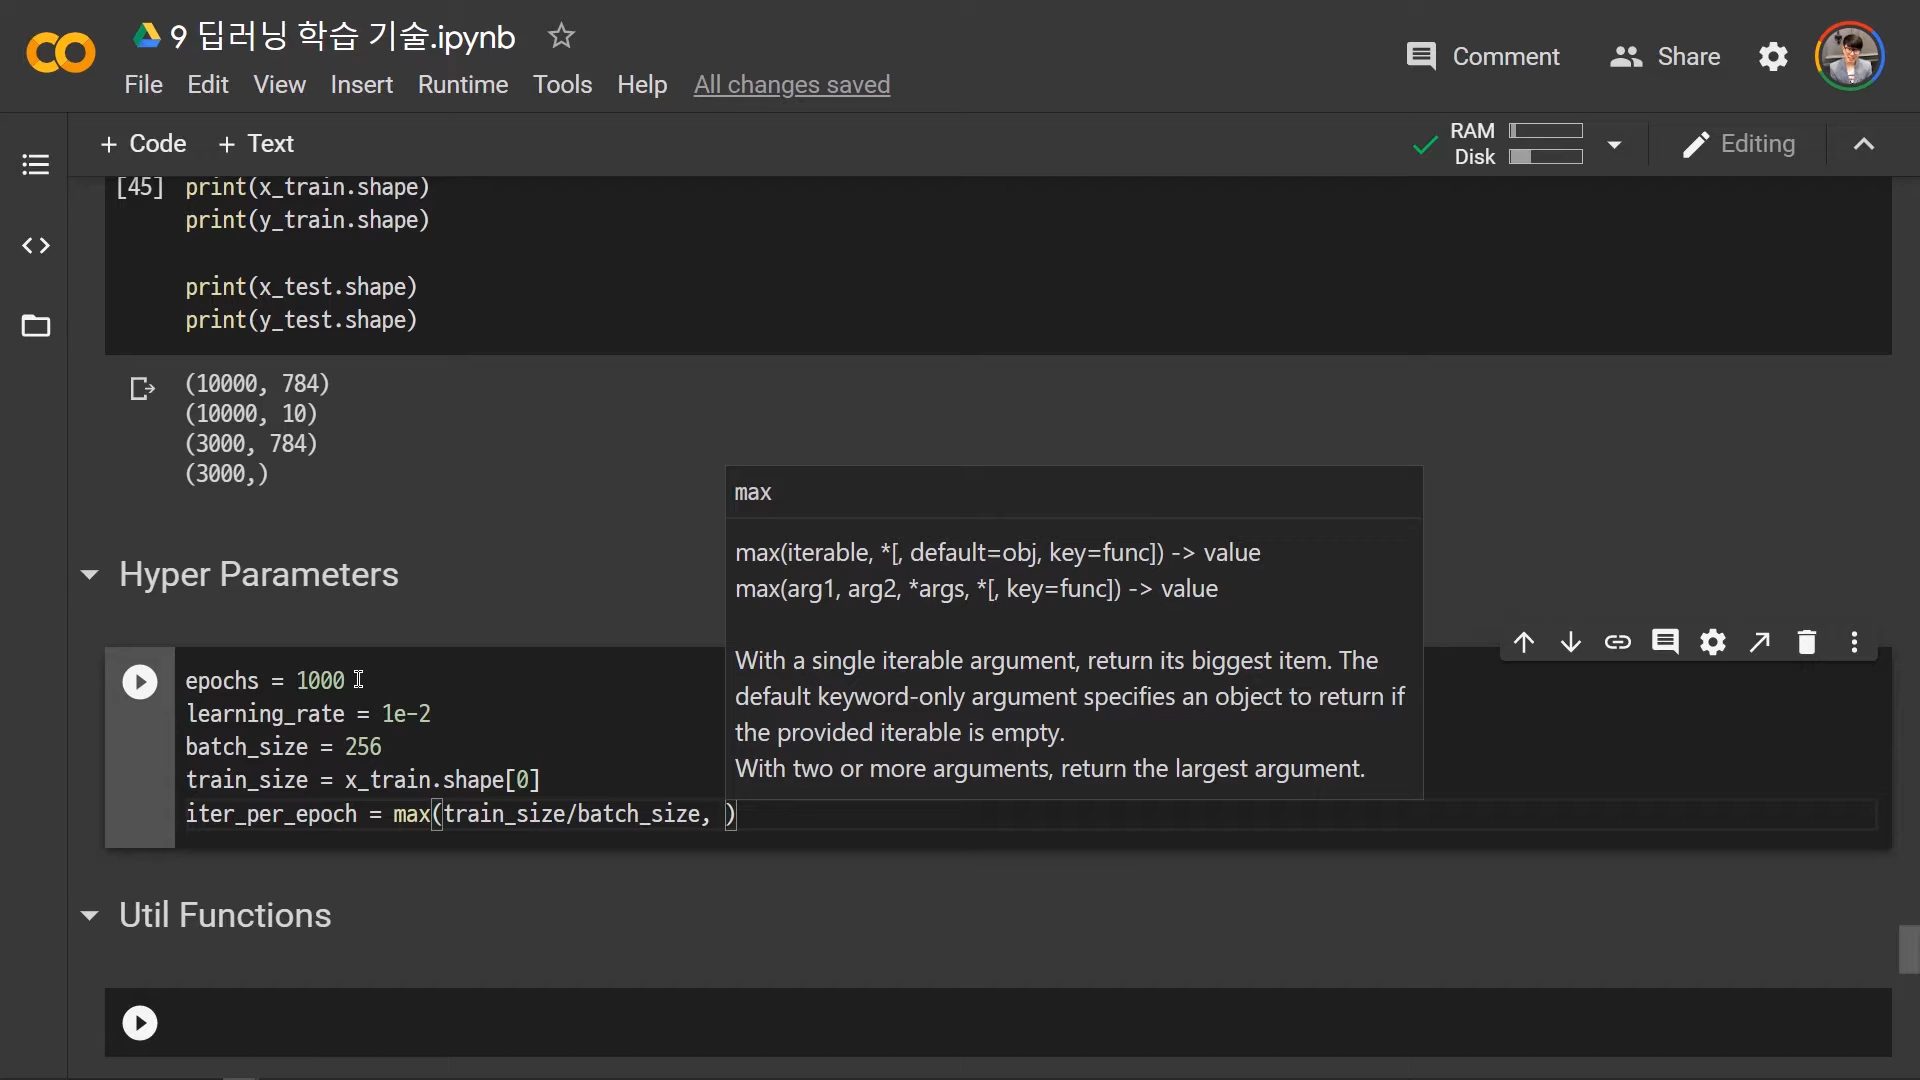 9 딥러닝 학습 기술.ipynb
Comment
Share
File Edit View Insert Runtime Tools Help All changes saved
+ Code + Text
RAM
Disk
Editing
[45] print(x_train.shape)
print(y_train.shape)
print(x_test.shape)
print(y_test.shape)
(10000, 784)
(10000, 10)
(3000, 784)
(3000,)
max
max(iterable, *[, default=obj, key=func]) -> value
max(arg1, arg2, *args, *[, key=func]) -> value
With a single iterable argument, return its biggest item. The
default keyword-only argument specifies an object to return if
the provided iterable is empty.
With two or more arguments, return the largest argument.
Hyper Parameters
epochs = 1000
learning_rate = 1e-2
batch_size = 256
train_size = x_train.shape[0]
iter_per_epoch = max(train_size/batch_size, )
Util Functions